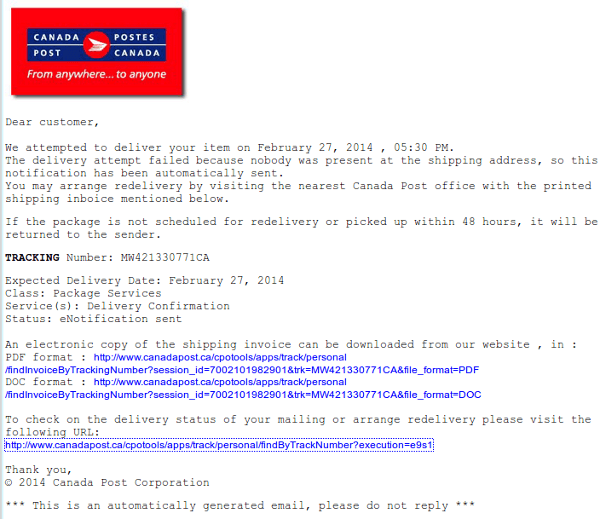 CANADA POSTES
POST CANADA
From anywhere... to anyone
Dear customer,
We attempted to deliver your item on February 27, 2014 , 05:30 PM.
The delivery attempt failed because nobody was present at the shipping address, so this
notification has been automatically sent.
You may arrange redelivery by visiting the nearest Canada Post office with the printed
shipping inboice mentioned below.
If the package is not scheduled for redelivery or picked up within 48 hours, it will be
returned to the sender.
TRACKING Number: MW421330771CA
Expected Delivery Date: February 27, 2014
Class: Package Services
Service(s): Delivery Confirmation
Status: eNotification sent
An electronic copy of the shipping invoice can be downloaded from our website , in :
PDF format : http://www.canadapost.ca/cpotools/apps/track/personal
/findInvoiceByTrackingNumber?session_id=7002101982901&trk=MW421330771CA&file_format=PDF
DOC format : http://www.canadapost.ca/cpotools/apps/track/personal
/findInvoiceByTrackingNumber?session_id=7002101982901&trk=MW421330771CA&file_format=DOC
To check on the delivery status of your mailing or arrange redelivery please visit the
following URL:
http://www.canadapost.ca/cpotools/apps/track/personal/findByTrackNumber?execution=e9s1
Thank you,
© 2014 Canada Post Corporation
*** This is an automatically generated email, please do not reply ***